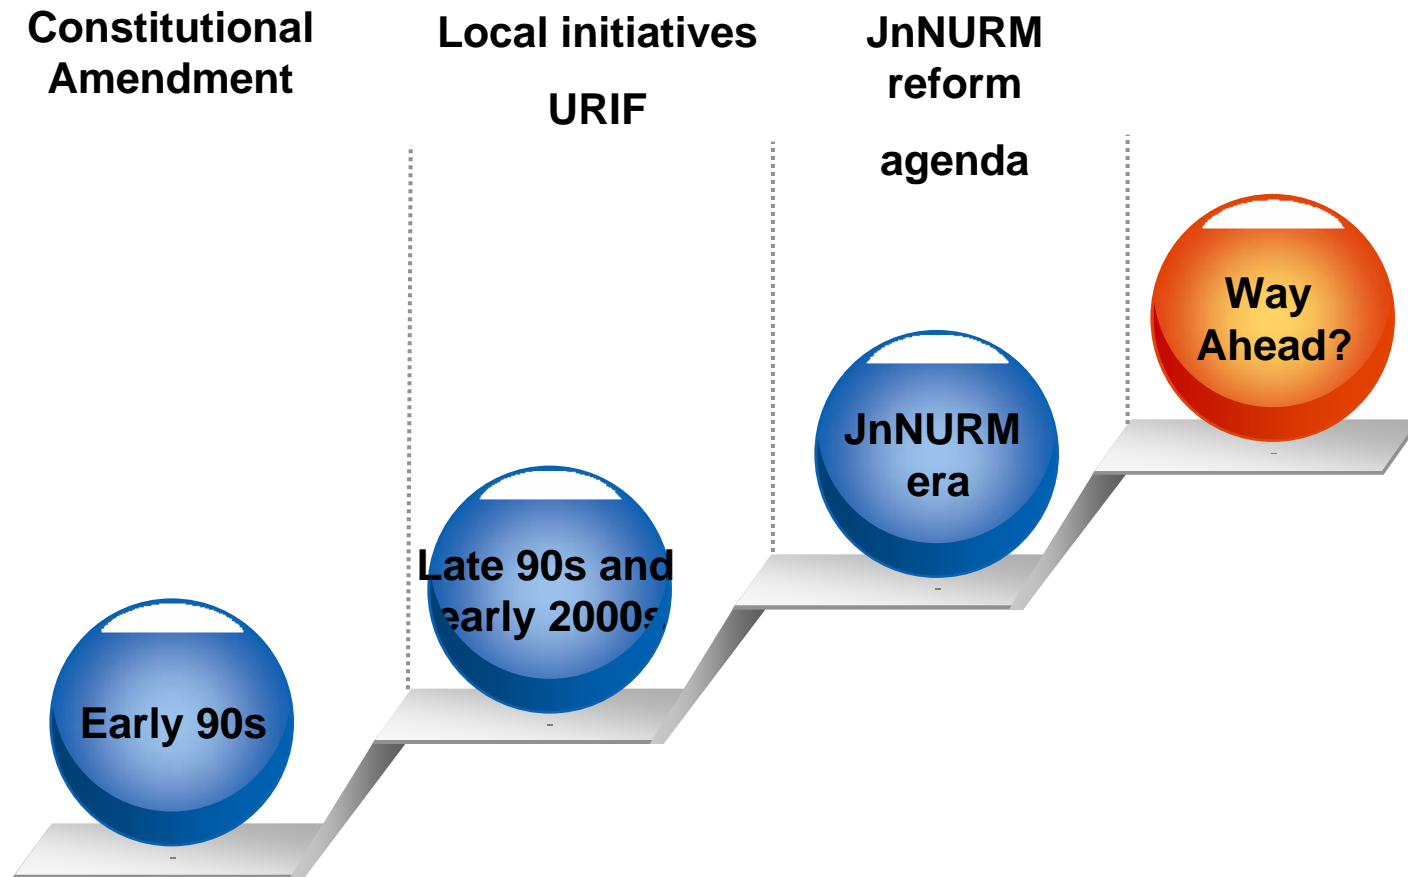 Constitutional
Amendment
Local initiatives
URIF
JnNURM
reform
agenda
Way
Ahead?
JnNURM
era
Late 90s and
early 2000s
Early 90s